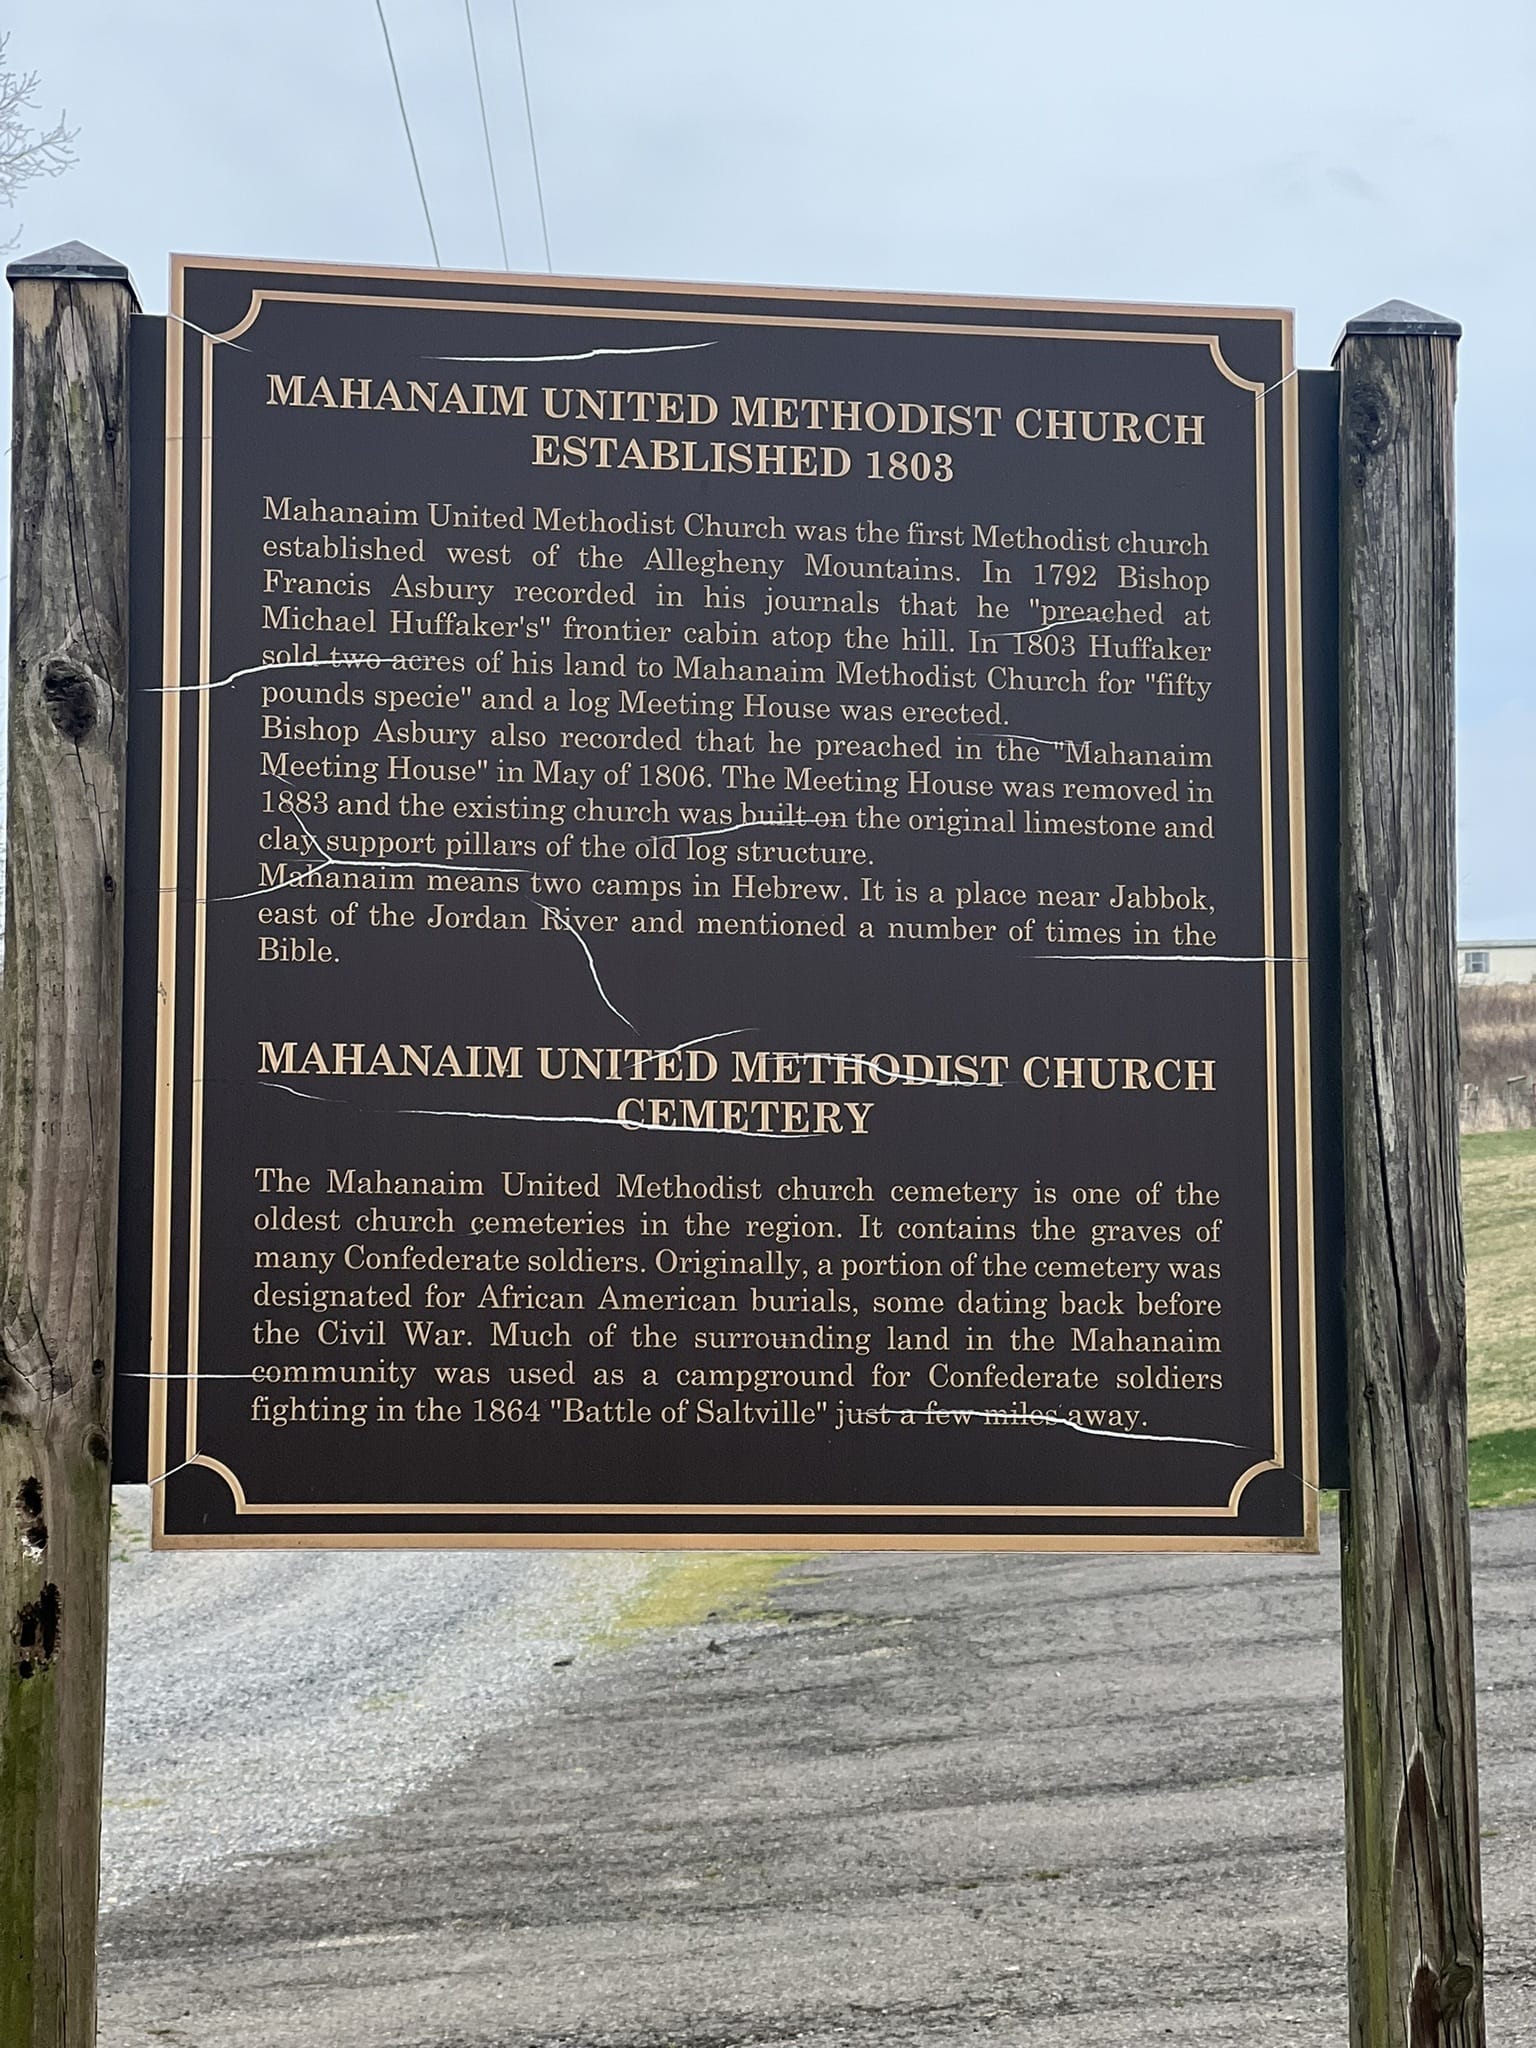 MAHANAIM UNITED METHODIST CHURCH
ESTABLISHED 1803
Mahanaim United Methodist Church was the first Methodist church
established west of the Allegheny Mountains. In 1792 Bishop
Francis Asbury recorded in his journals that he "preached at
Michael Huffaker's" frontier cabin atop the hill. In 1803 Huffaker
sold two acres of his land to Mahanaim Methodist Church for "fifty
pounds specie" and a log Meeting House was erected.
Bishop Asbury also recorded that he preached in the "Mahanaim
Meeting House" in May of 1806. The Meeting House was removed in
1883 and the existing church was built on the original limestone and
clay support pillars of the old log structure.
Mahanaim means two camps in Hebrew. It is a place near Jabbok,
east of the Jordan River and mentioned a number of times in the
Bible.
MAHANAIM UNITED METHODIST CHURCH
CEMETERY
The Mahanaim United Methodist church cemetery is one of the
oldest church cemeteries in the region. It contains the graves of
many Confederate soldiers. Originally, a portion of the cemetery was
designated for African American burials, some dating back before
the Civil War. Much of the surrounding land in the Mahanaim
community was used as a campground for Confederate soldiers
fighting in the 1864 "Battle of Saltville" just a few miles away.